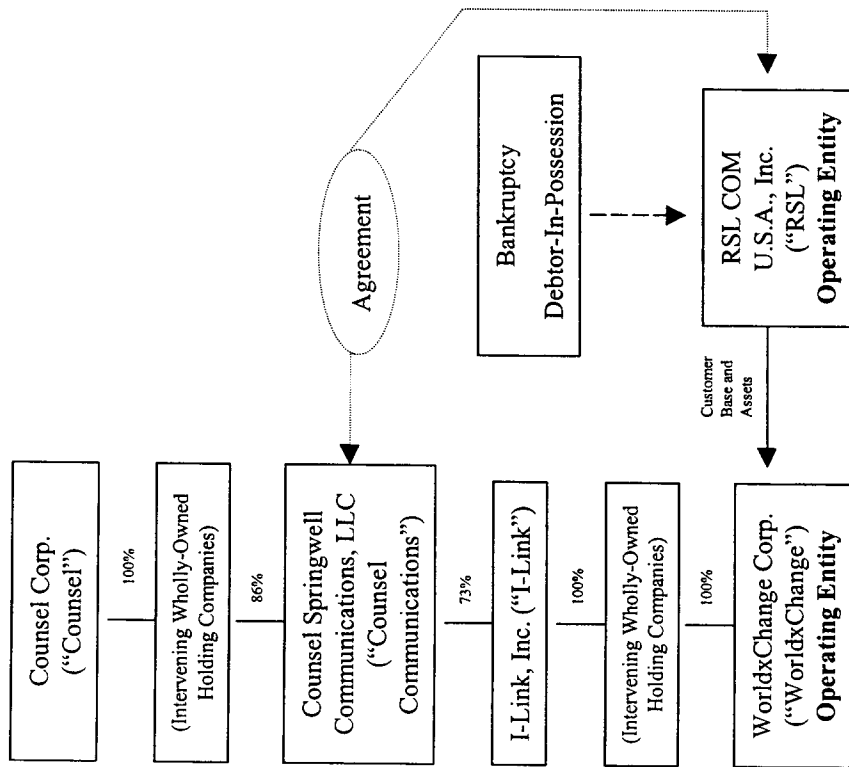 Counsel Corp.
(“Counsel”)
100%
(Intervening Wholly-Owned
Holding Companies)
86%
Counsel Springwell
Communications, LLC
(“Counsel
Communications”)
73%
I-Link, Inc. (“I-Link”)
100%
(Intervening Wholly-Owned
Holding Companies)
100%
WorldxChange Corp.
(“WorldxChange”)
Operating Entity
Agreement
Bankruptcy
Debtor-In-Possession
Customer
Base and
Assets
RSL COM
U.S.A., Inc.
(“RSL”)
Operating Entity